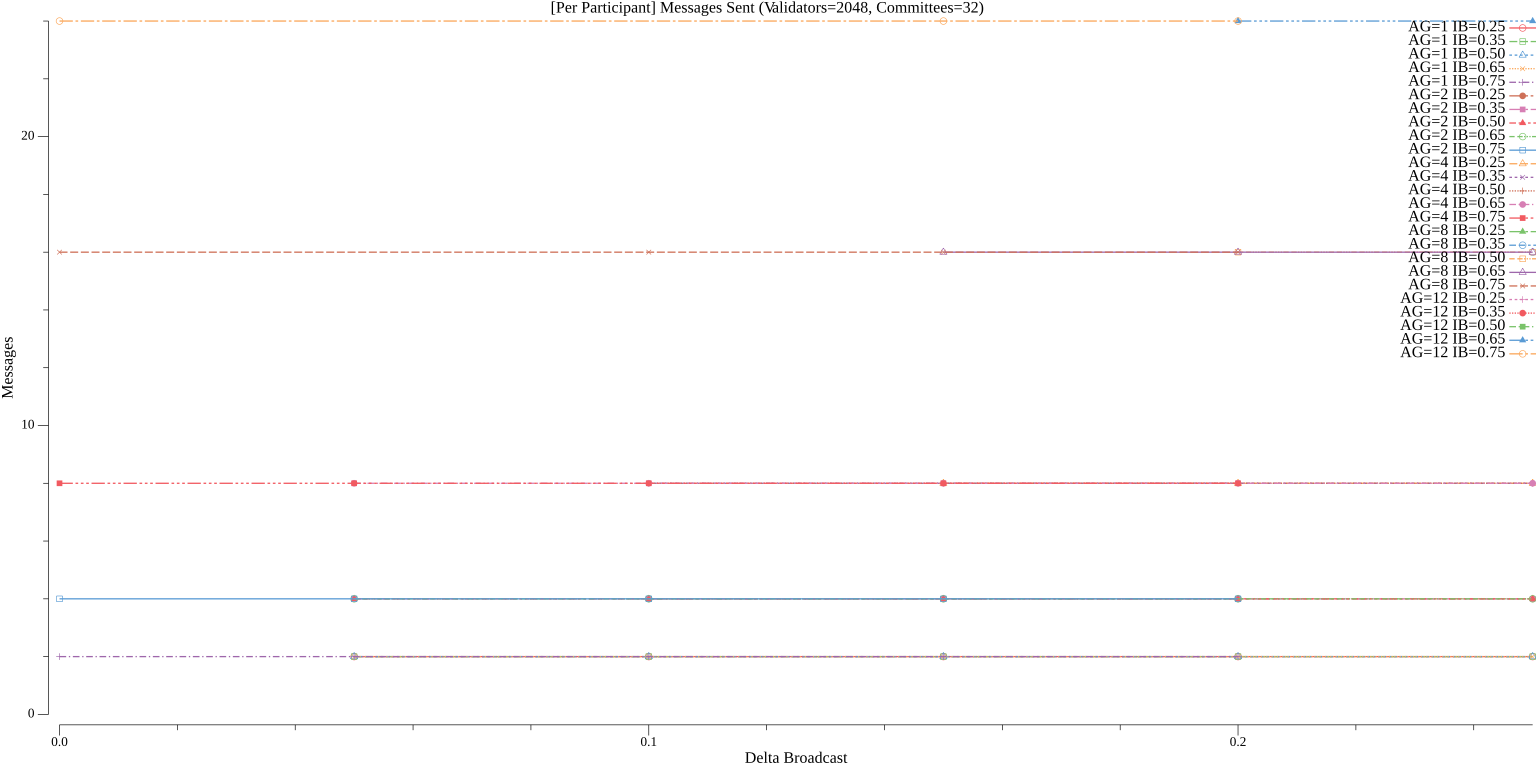 [Per Participant] Messages Sent (Validators=2048, Committees=32)
AG=1 IB=0.25
AG=1 IB=0.35
AG=1 IB=0.50
AG=1 IB=0.65
AG=1 IB=0.75
AG=2 IB=0.25
AG=2 IB=0.35
AG=2 IB=0.50
AG=2 IB=0.65
AG=2 IB=0.75
AG=4 IB=0.25
AG=4 IB=0.35
AG=4 IB=0.50
AG=4 IB=0.65
AG=4 IB=0.75
AG=8 IB=0.25
AG=8 IB=0.35
AG=8 IB=0.50
AG=8 IB=0.65
AG=8 IB=0.75
AG=12 IB=0.25
AG=12 IB=0.35
AG=12 IB=0.50
AG=12 IB=0.65
AG=12 IB=0.75
20
10
0
Messages
0.0
0.1
0.2
Delta Broadcast